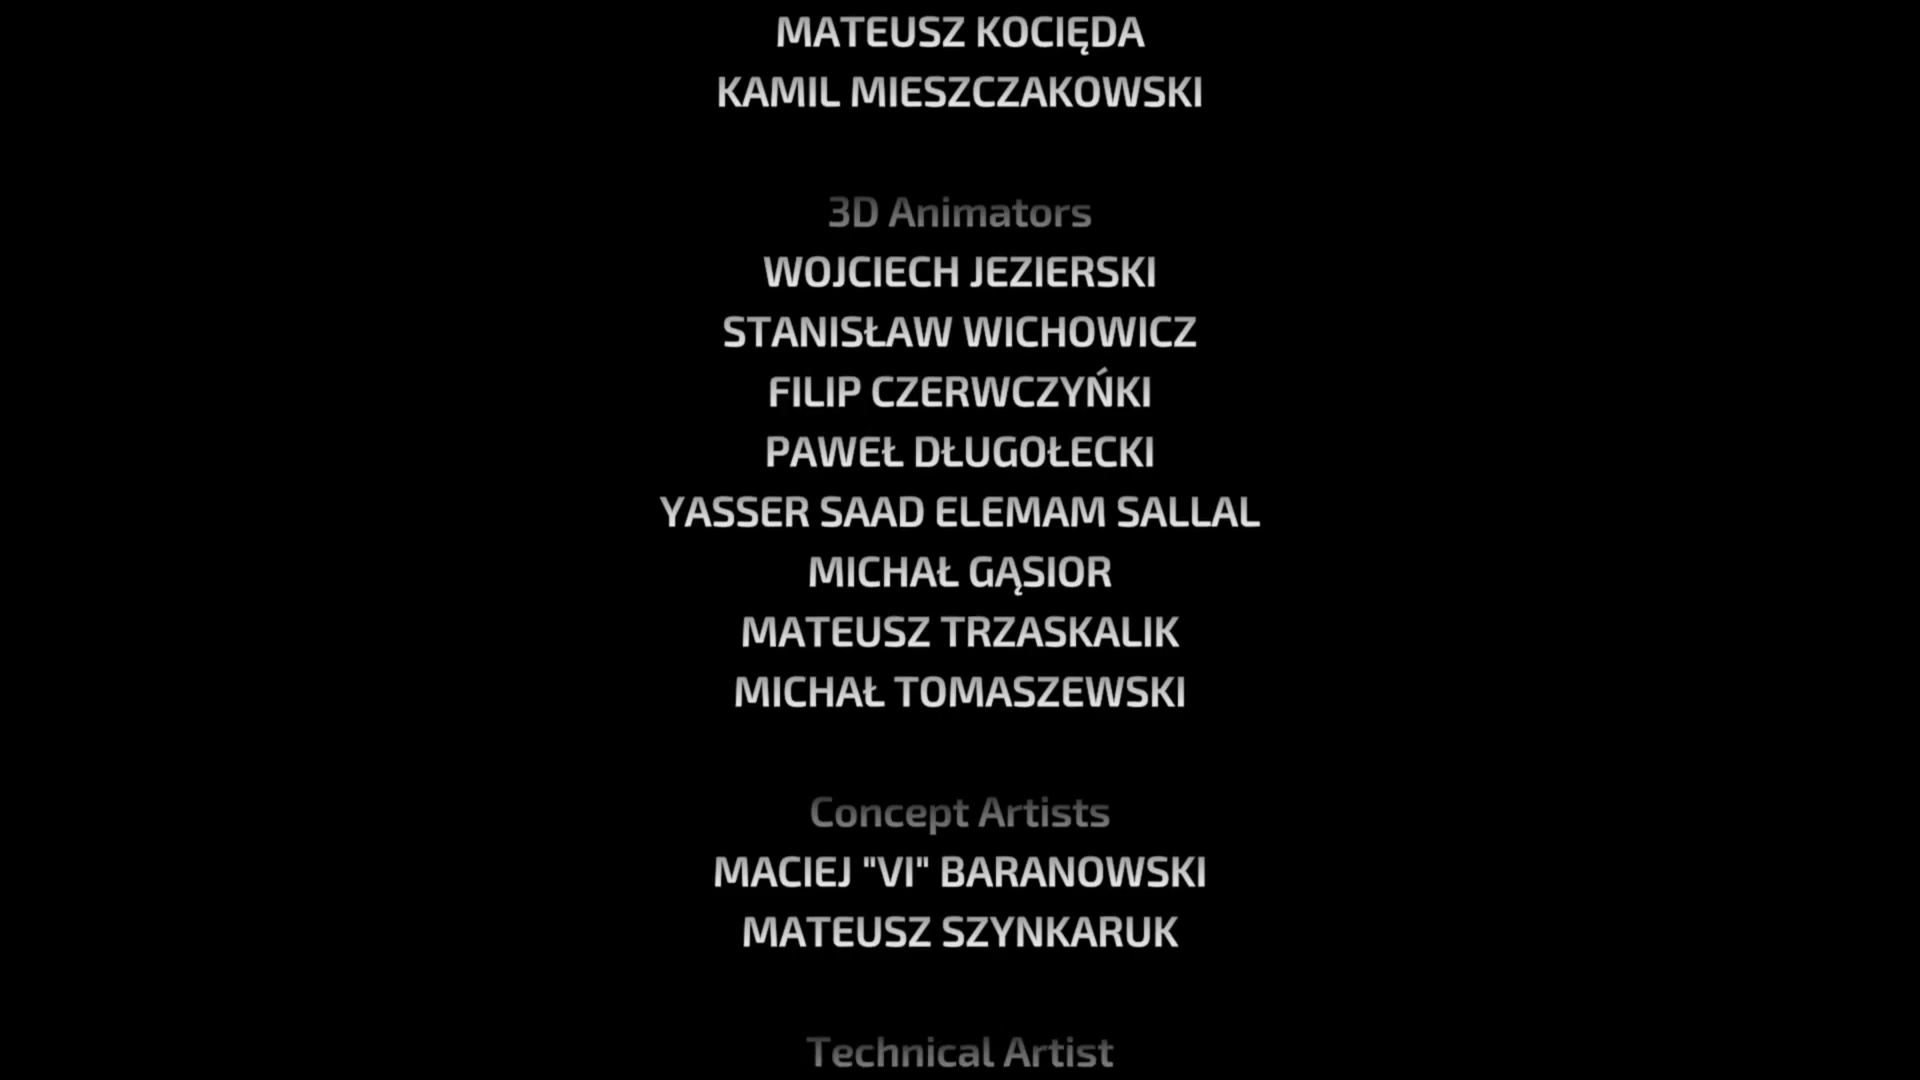 MATEUSZ KOCIĘDA
KAMIL MIESZCZAKOWSKI
3D Animators
WOJCIECH JEZIERSKI
STANISŁAW WICHOWICZ
FILIP CZERWCZYŃKI
PAWEŁ DŁUGOŁECKI
YASSER SAAD ELEMAM SALLAL
MICHAŁ GĄSIOR
MATEUSZ TRZASKALIK
MICHAŁ TOMASZEWSKI
Concept Artists
MACIEJ "VI" BARANOWSKI
MATEUSZ SZYNKARUK
Technical Artist